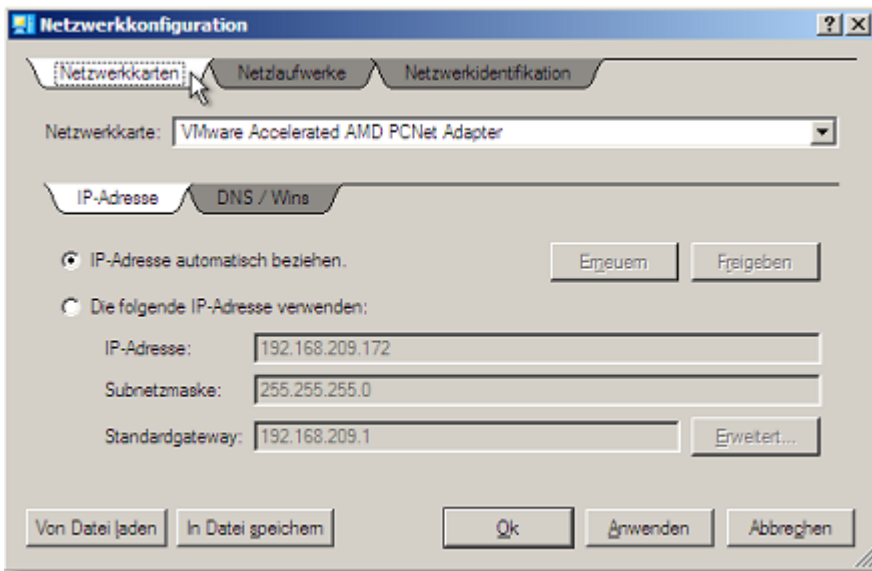 Netzwerkkonfiguration
Netzwerkkarten Netzlaufwerke Netzwerkidentifikation
Netzwerkkarte: VMware Accelerated AMD PCNet Adapter
IP-Adresse DNS / Wins
IP-Adresse automatisch beziehen. Erneuern Freigeben
Die folgende IP-Adresse verwenden:
IP-Adresse: 192.168.209.172
Subnetzmaske: 255.255.255.0
Standardgateway: 192.168.209.1 Erweitert...
Von Datei laden In Datei speichern Ok Anwenden Abbrechen